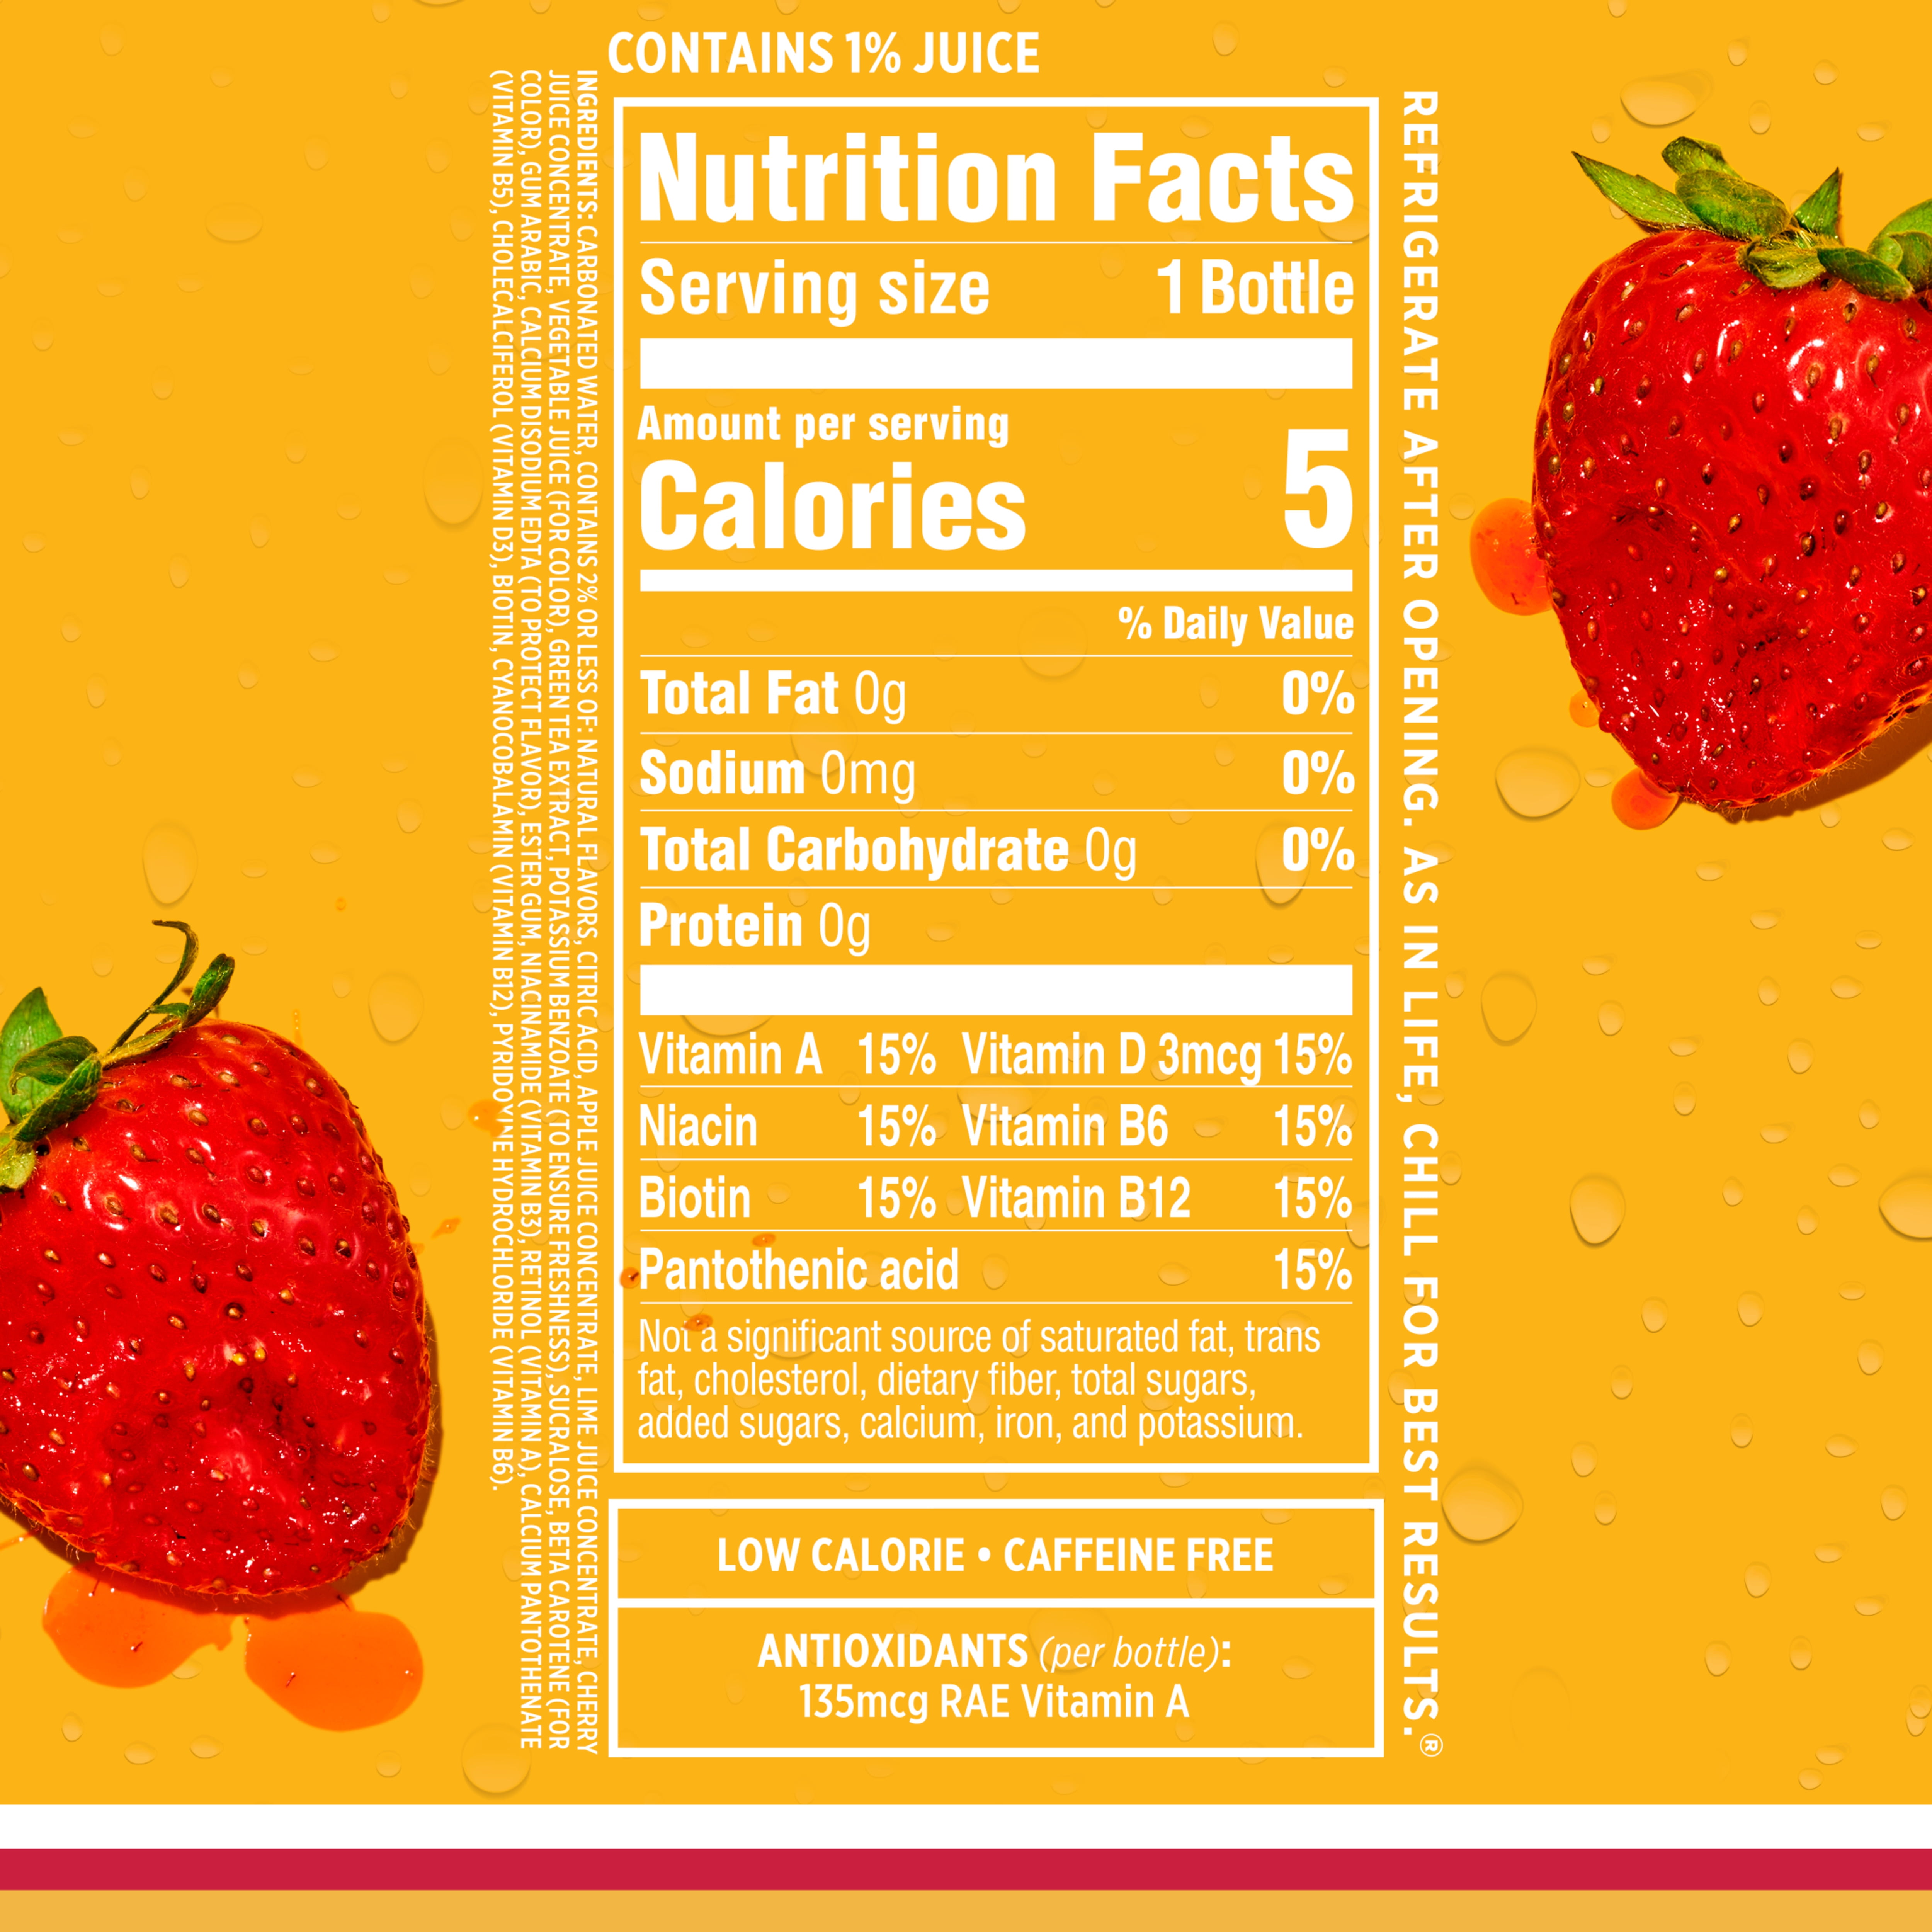 CONTAINS 1% JUICE
INGREDIENTS: CARBONATED WATER, CONTAINS 2% OR LESS OF: NATURAL FLAVORS, CITRIC ACID, APPLE JUICE CONCENTRATE, LIME JUICE CONCENTRATE, CHERRY
JUICE CONCENTRATE, VEGETABLE JUICE (FOR COLOR), GREEN TEA EXTRACT, POTASSIUM BENZOATE (TO ENSURE FRESHNESS), SUCRALOSE, BETA CAROTENE (FOR
COLOR), GUM ARABIC, CALCIUM DISODIUM EDTA (TO PROTECT FLAVOR), ESTER GUM, NIACINAMIDE (VITAMIN B3), RETINOL (VITAMIN A), CALCIUM PANTOTHENATE
(VITAMIN B5), CHOLECALCIFEROL (VITAMIN D3), BIOTIN, CYANOCOBALAMIN (VITAMIN B12), PYRIDOXINE HYDROCHLORIDE (VITAMIN B6).
Nutrition Facts
Serving size 1 Bottle
Amount per serving
Calories 5
% Daily Value
Total Fat 0g 0%
Sodium 0mg 0%
Total Carbohydrate 0g 0%
Protein 0g
Vitamin A 15% Vitamin D 3mcg 15%
Niacin 15% Vitamin B6 15%
Biotin 15% Vitamin B12 15%
Pantothenic acid 15%
Not a significant source of saturated fat, trans
fat, cholesterol, dietary fiber, total sugars,
added sugars, calcium, iron, and potassium.
LOW CALORIE • CAFFEINE FREE
ANTIOXIDANTS (per bottle):
135mcg RAE Vitamin A
REFRIGERATE AFTER OPENING. AS IN LIFE, CHILL FOR BEST RESULTS.®